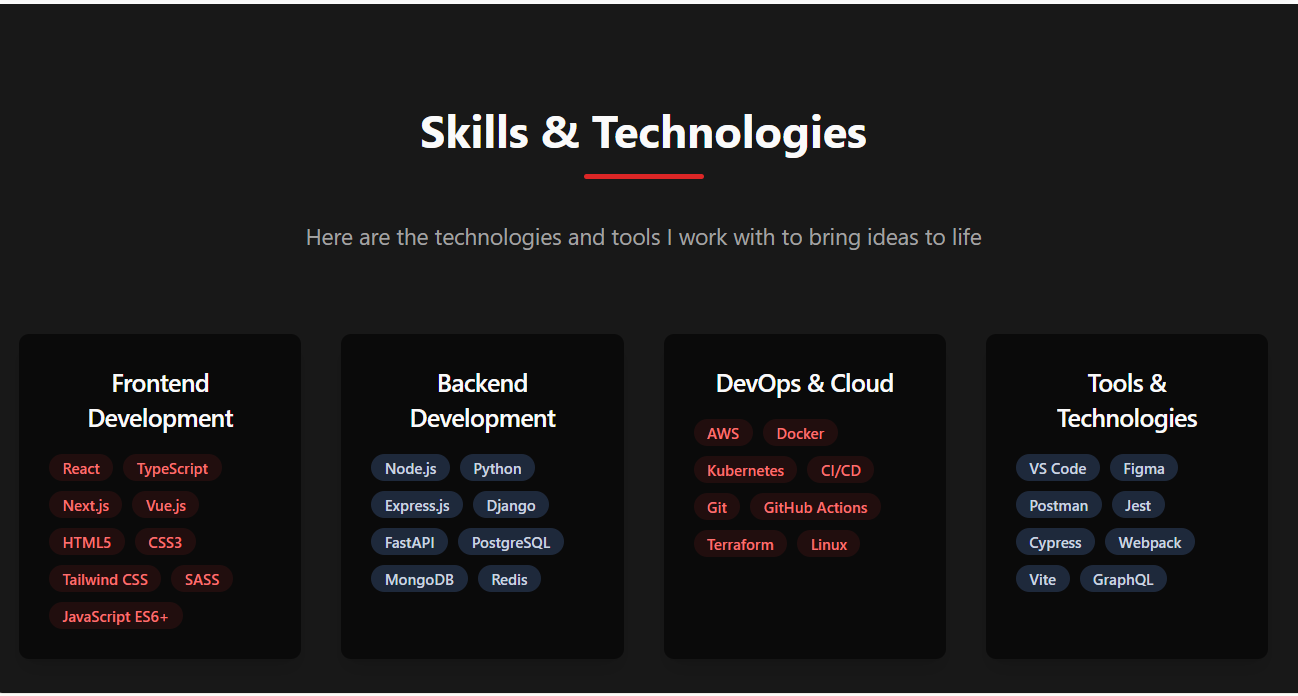 Skills & Technologies
Here are the technologies and tools I work with to bring ideas to life
Frontend
Development
React TypeScript
Next.js Vue.js
HTML5 CSS3
Tailwind CSS SASS
JavaScript ES6+
Backend
Development
Node.js Python
Express.js Django
FastAPI PostgreSQL
MongoDB Redis
DevOps & Cloud
AWS Docker
Kubernetes CI/CD
Git GitHub Actions
Terraform Linux
Tools &
Technologies
VS Code Figma
Postman Jest
Cypress Webpack
Vite GraphQL